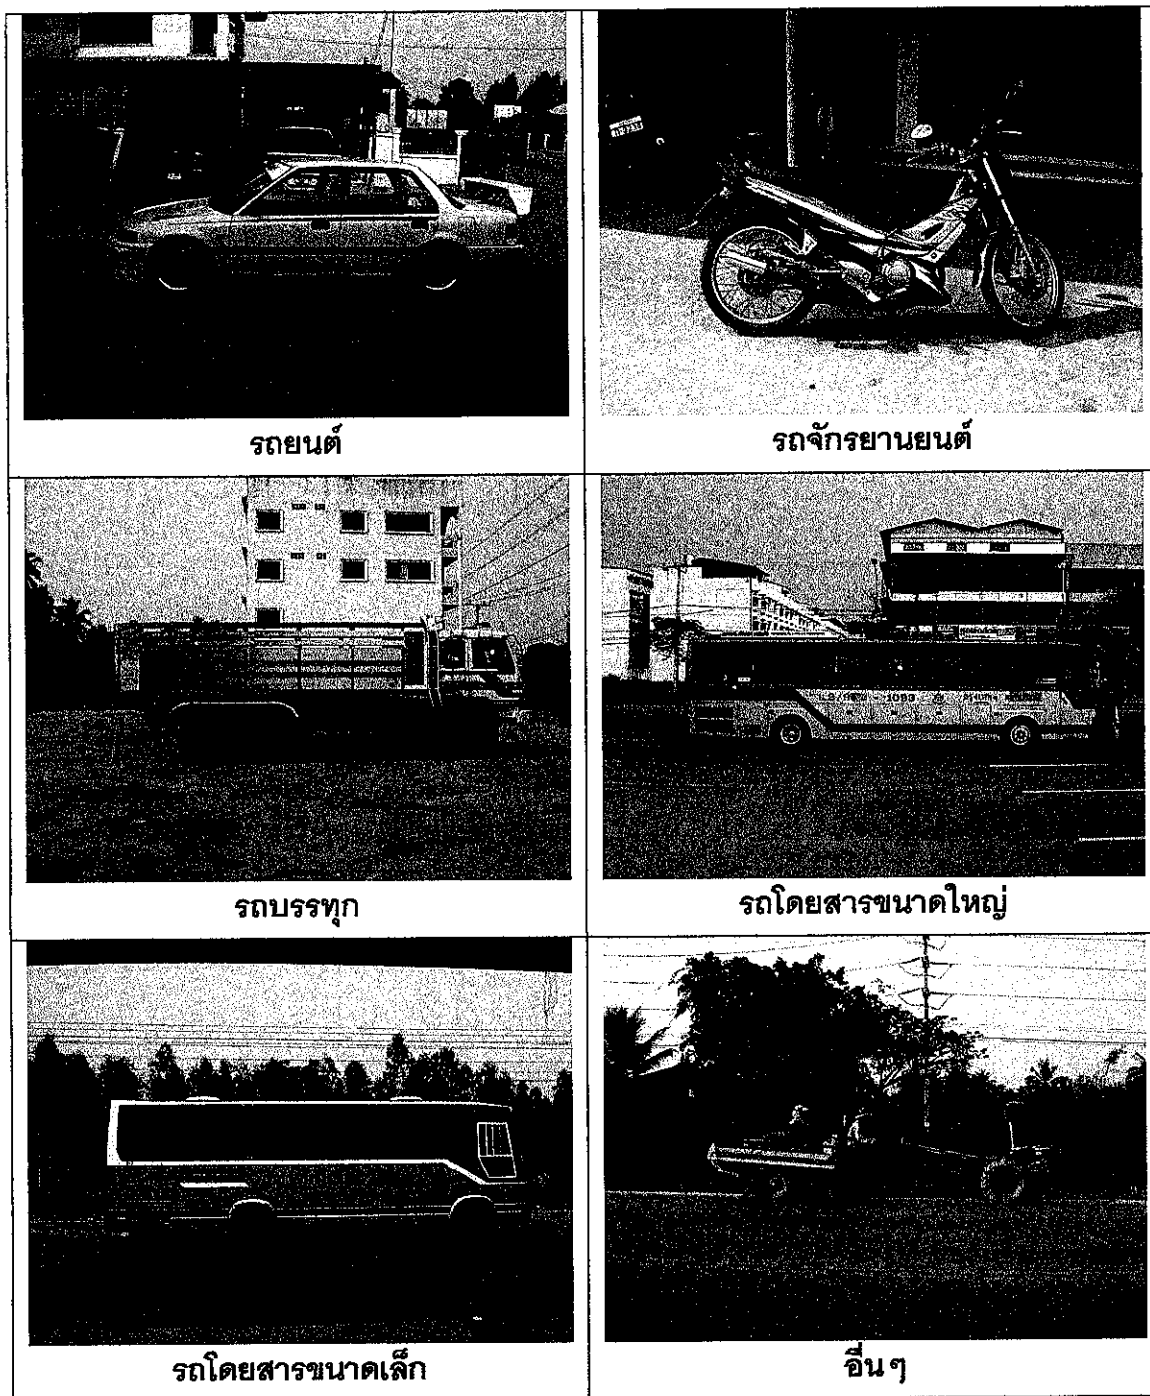 รถยนต์
รถจักรยานยนต์
รถบรรทุก
รถโดยสารขนาดใหญ่
รถโดยสารขนาดเล็ก
อื่นๆ